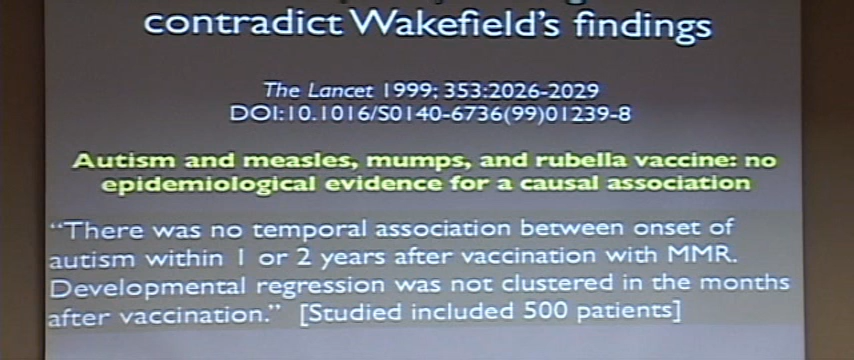 contradict Wakefield's findings
The Lancet 1999; 353:2026-2029
DOI:10.1016/S0140-6736(99)01239-8
Autism and measles, mumps, and rubella vaccine: no
epidemiological evidence for a causal association
"There was no temporal association between onset of
autism within 1 or 2 years after vaccination with MMR.
Developmental regression was not clustered in the months
after vaccination." [Studied included 500 patients]